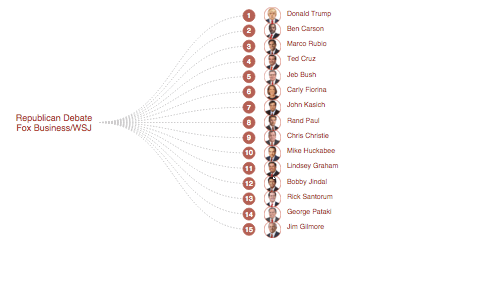 Republican Debate
Fox Business/WSJ
1 Donald Trump
2 Ben Carson
3 Marco Rubio
4 Ted Cruz
5 Jeb Bush
6 Carly Fiorina
7 John Kasich
8 Rand Paul
9 Chris Christie
10 Mike Huckabee
11 Lindsey Graham
12 Bobby Jindal
13 Rick Santorum
14 George Pataki
15 Jim Gilmore